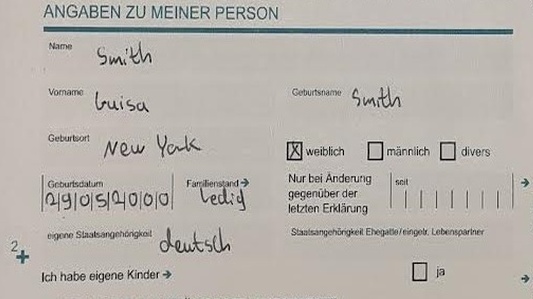 ANGABEN ZU MEINER PERSON
Name
Smith
Vorname Geburtsname
Luisa Smith
Geburtsort
New York
X weiblich männlich divers
Geburtsdatum Familienstand → Nur bei Änderung seit
29052000 ledig gegenüber der →
letzten Erklärung
eigene Staatsangehörigkeit Staatsangehörigkeit Ehegatte/eingetr. Lebenspartner
deutsch
2
Ich habe eigene Kinder → ja →